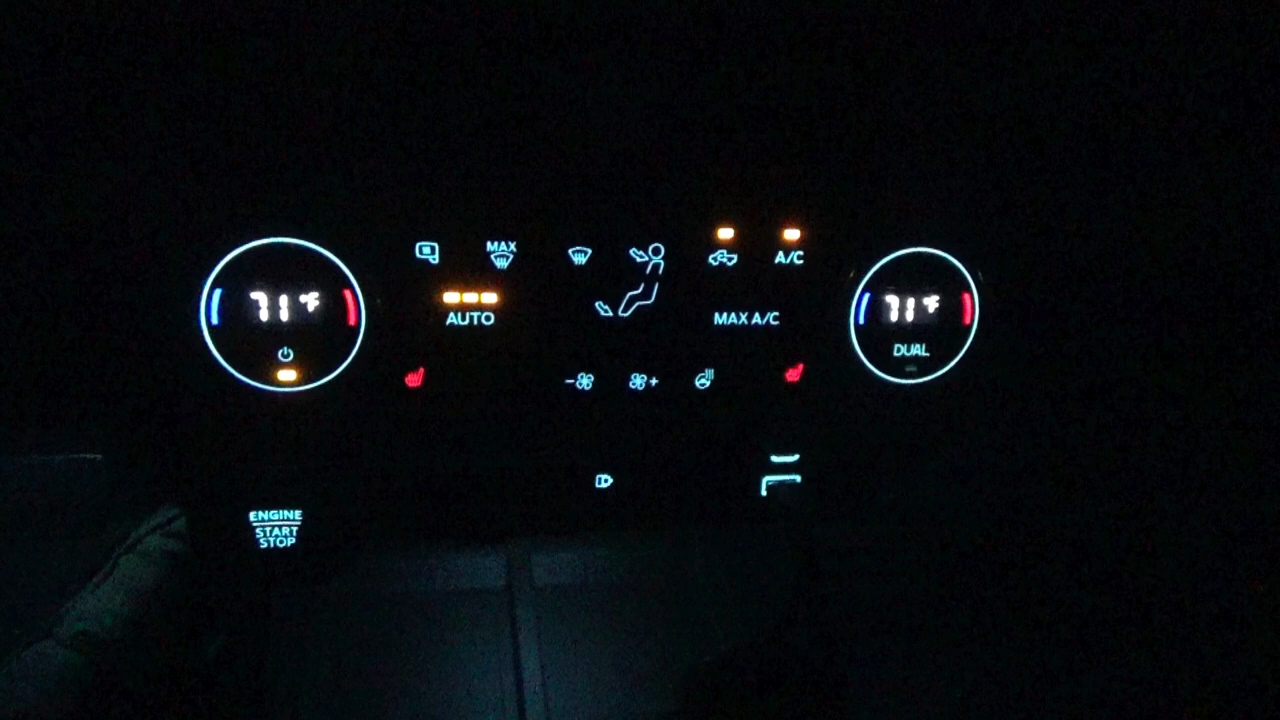 MAX
A/C
71°F
AUTO
MAX A/C
71°F
DUAL
ENGINE
START
STOP